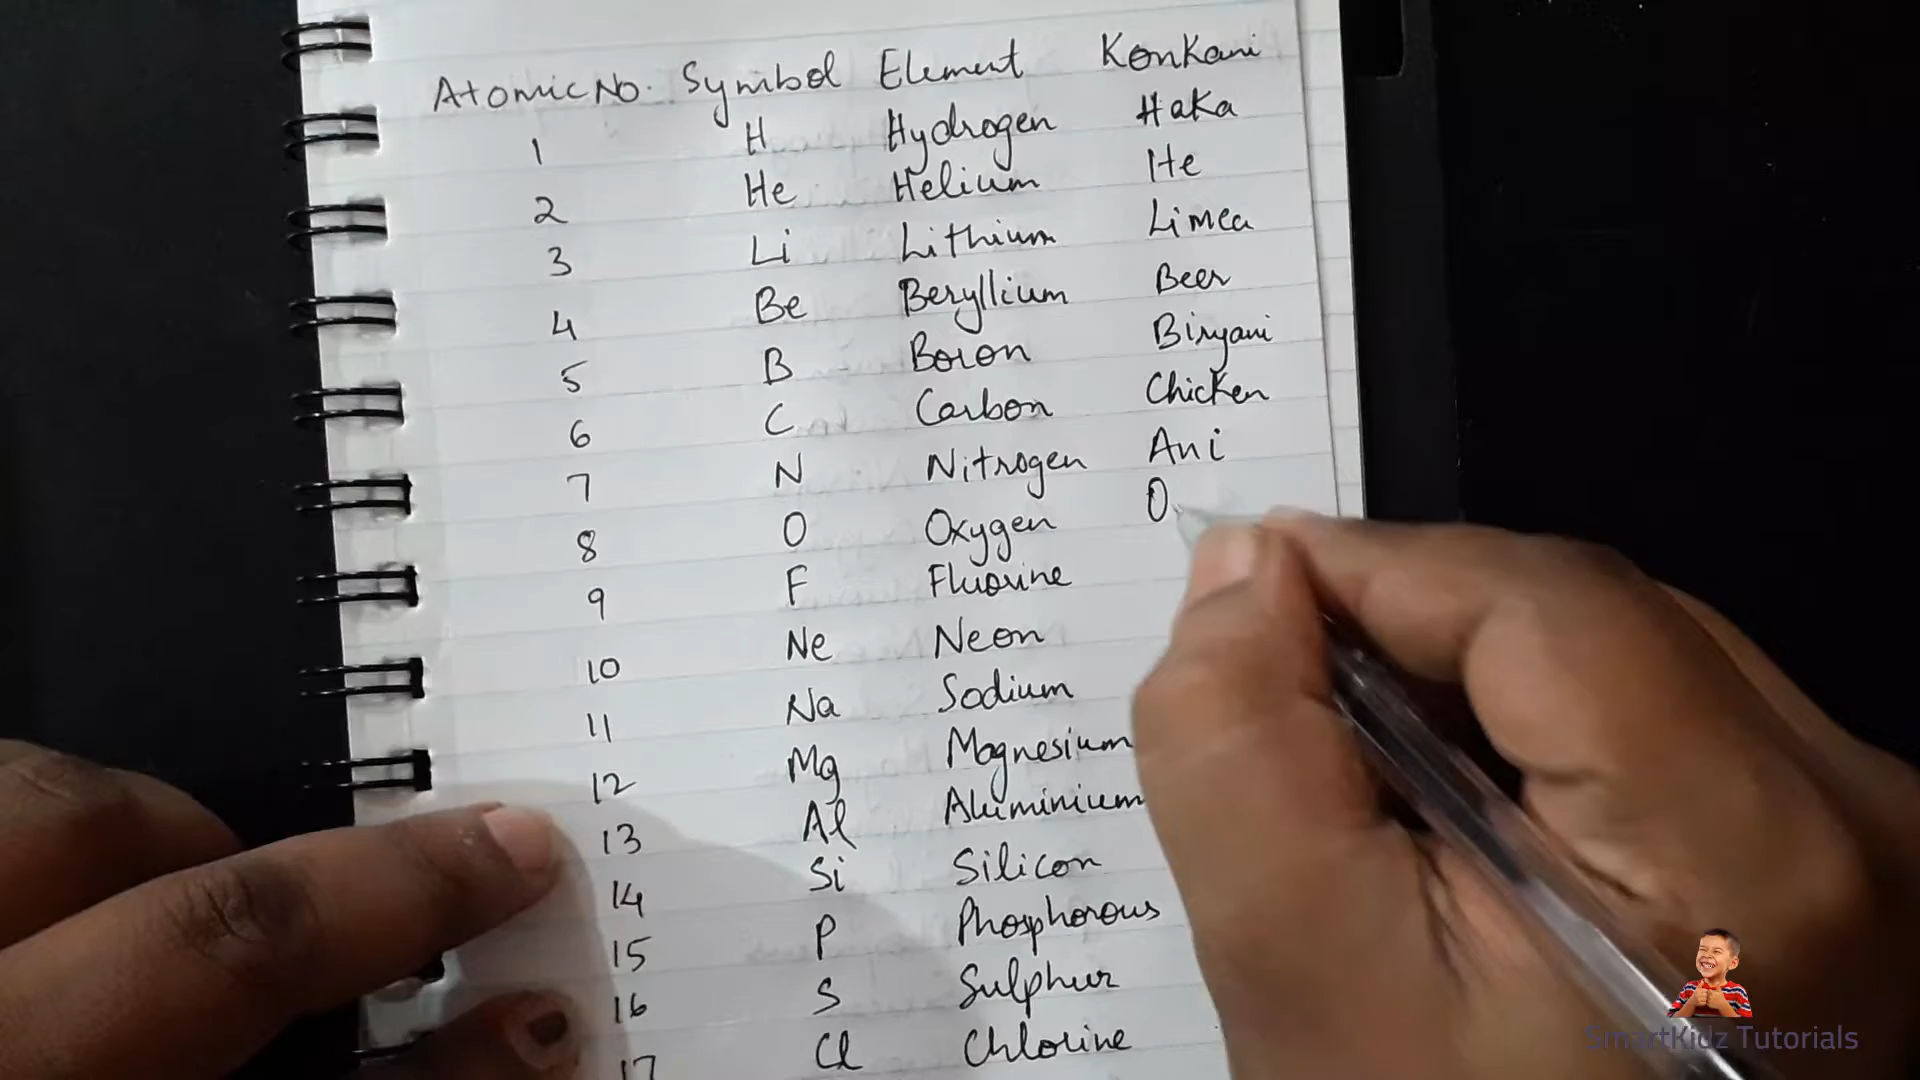 Atomic No. Symbol Element Konkani
1 H Hydrogen Haka
2 He Helium He
3 Li Lithium Limea
4 Be Beryllium Beer
5 B Boron Biryani
6 C Carbon Chicken
7 N Nitrogen Ani
8 O Oxygen O
9 F Fluorine
10 Ne Neon
11 Na Sodium
12 Mg Magnesium
13 Al Aluminium
14 Si Silicon
15 P Phosphorous
16 S Sulphur
17 Cl Chlorine
SmartKidz Tutorials